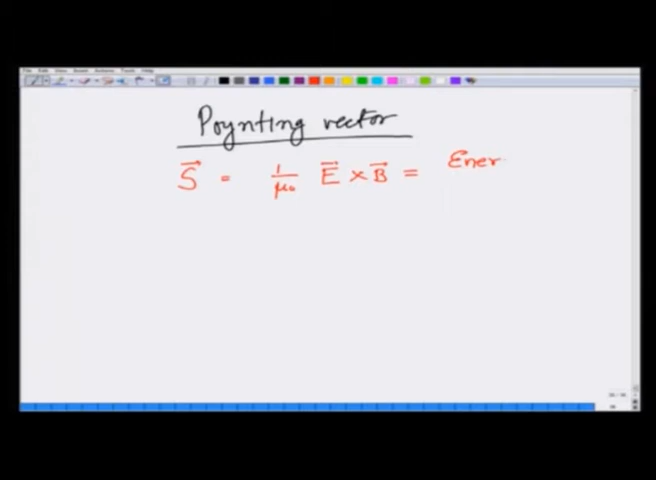 Poynting vector
S⃗ = 1/μ₀ E⃗ × B⃗ = Ener